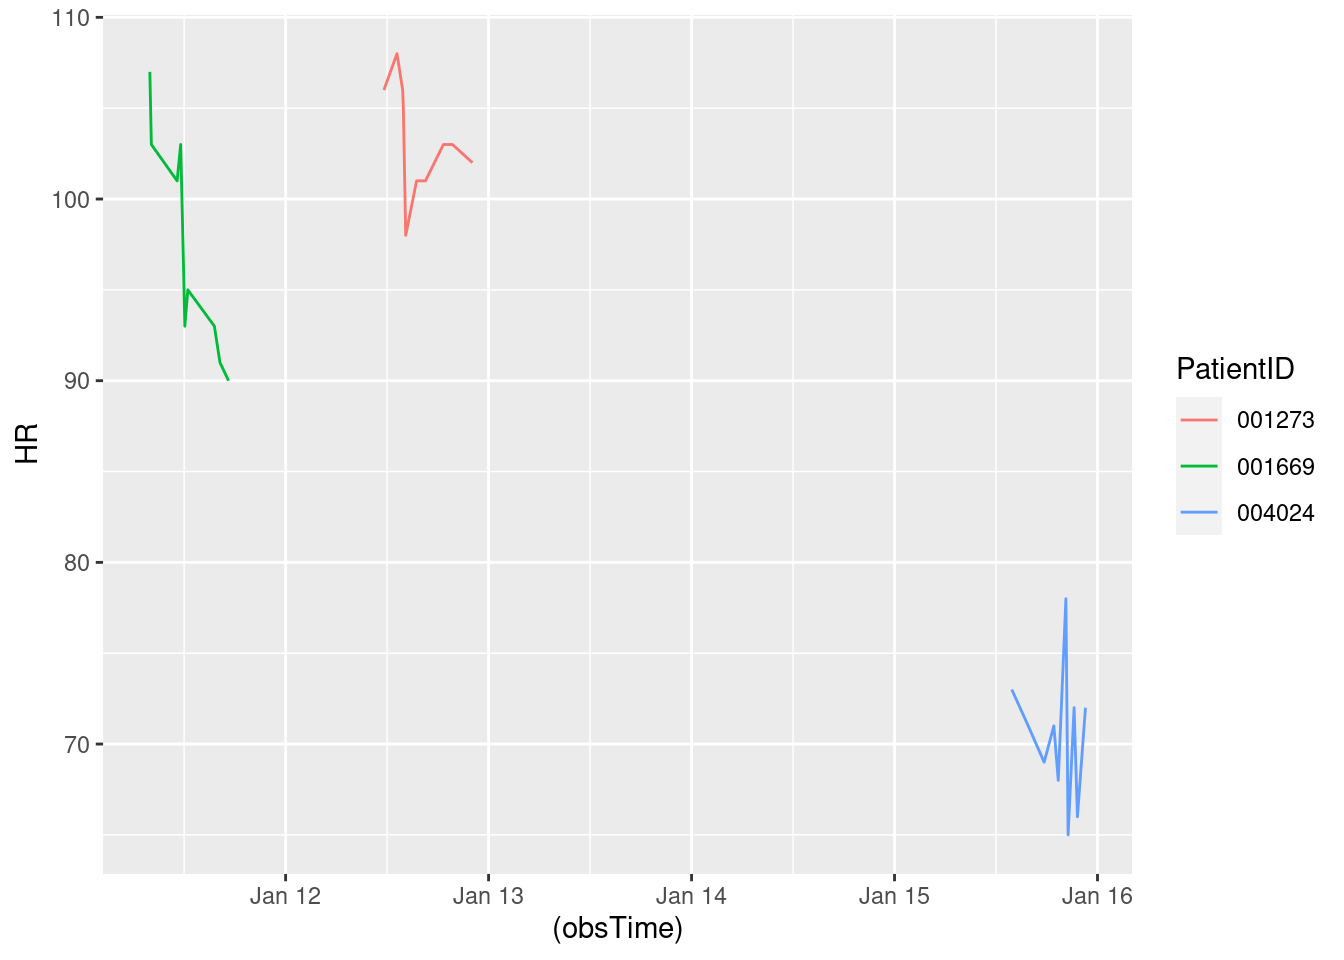 110
100
90
80
70
HR
Jan 12
Jan 13
Jan 14
Jan 15
Jan 16
(obsTime)
PatientID
001273
001669
004024